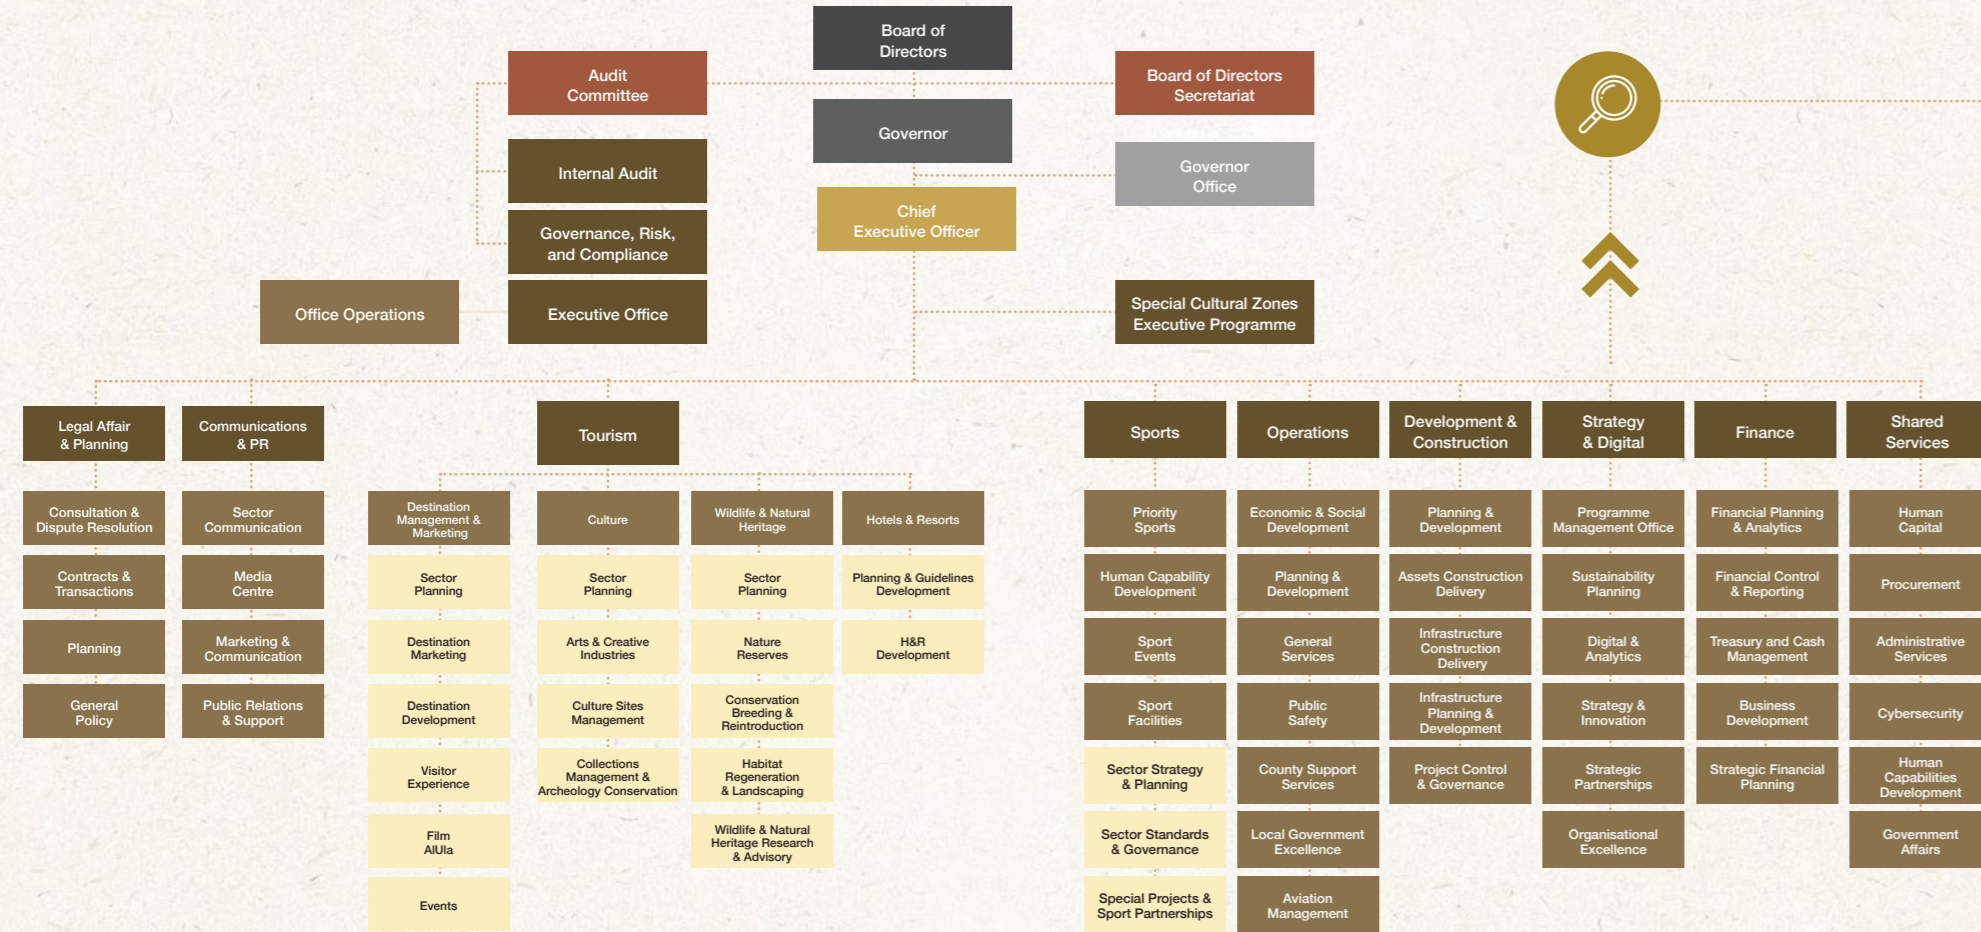 Board of
Directors
Audit
Committee
Board of Directors
Secretariat
Governor
Internal Audit
Governor
Office
Chief
Executive Officer
Governance, Risk,
and Compliance
Office Operations
Executive Office
Special Cultural Zones
Executive Programme
Legal Affair
& Planning
Consultation &
Dispute Resolution
Contracts &
Transactions
Planning
General
Policy
Communications
& PR
Sector
Communication
Media
Centre
Marketing &
Communication
Public Relations
& Support
Tourism
Destination
Management &
Marketing
Sector
Planning
Destination
Marketing
Destination
Development
Visitor
Experience
Film
AlUla
Events
Culture
Sector
Planning
Arts & Creative
Industries
Culture Sites
Management
Collections
Management &
Archeology Conservation
Wildlife & Natural
Heritage
Sector
Planning
Nature
Reserves
Conservation
Breeding &
Reintroduction
Habitat
Regeneration
& Landscaping
Wildlife & Natural
Heritage Research
& Advisory
Hotels & Resorts
Planning & Guidelines
Development
H&R
Development
Sports
Priority
Sports
Human Capability
Development
Sport
Events
Sport
Facilities
Sector Strategy
& Planning
Sector Standards
& Governance
Special Projects &
Sport Partnerships
Operations
Economic & Social
Development
Planning &
Development
General
Services
Public
Safety
County Support
Services
Local Government
Excellence
Aviation
Management
Development &
Construction
Planning &
Development
Assets Construction
Delivery
Infrastructure
Construction
Delivery
Infrastructure
Planning &
Development
Project Control
& Governance
Strategy
& Digital
Programme
Management Office
Sustainability
Planning
Digital &
Analytics
Strategy &
Innovation
Strategic
Partnerships
Organisational
Excellence
Finance
Financial Planning
& Analytics
Financial Control
& Reporting
Treasury and Cash
Management
Business
Development
Strategic Financial
Planning
Shared
Services
Human
Capital
Procurement
Administrative
Services
Cybersecurity
Human
Capabilities
Development
Government
Affairs